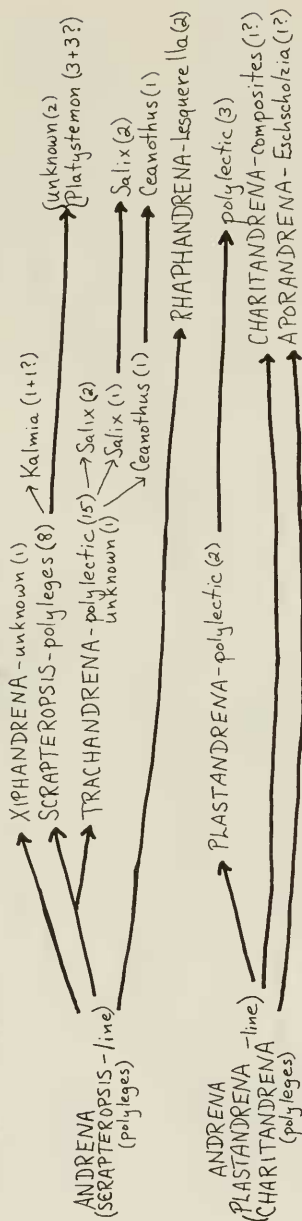 ANDRENA
(SCRAPTEROPSIS-line)
(polyleges)
XIPHANDRENA-unknown (1)
SCRAPTEROPSIS-polyleges (8)
Kalmia (1+1?)
{unknown (2)
{Platystemon (3+3?)
TRACHANDRENA-polylectic (15)
unknown (1)
Salix (2)
Salix (1)
Ceanothus (1)
Salix (2)
Ceanothus (1)
RHAPHANDRENA-Lesquerella (2)
ANDRENA
(PLASTANDRENA-line)
(CHARITANDRENA
(polyleges)
PLASTANDRENA-polylectic (2)
polylectic (3)
CHARITANDRENA-composites (1?)
APORANDRENA-Eschscholzia (1?)